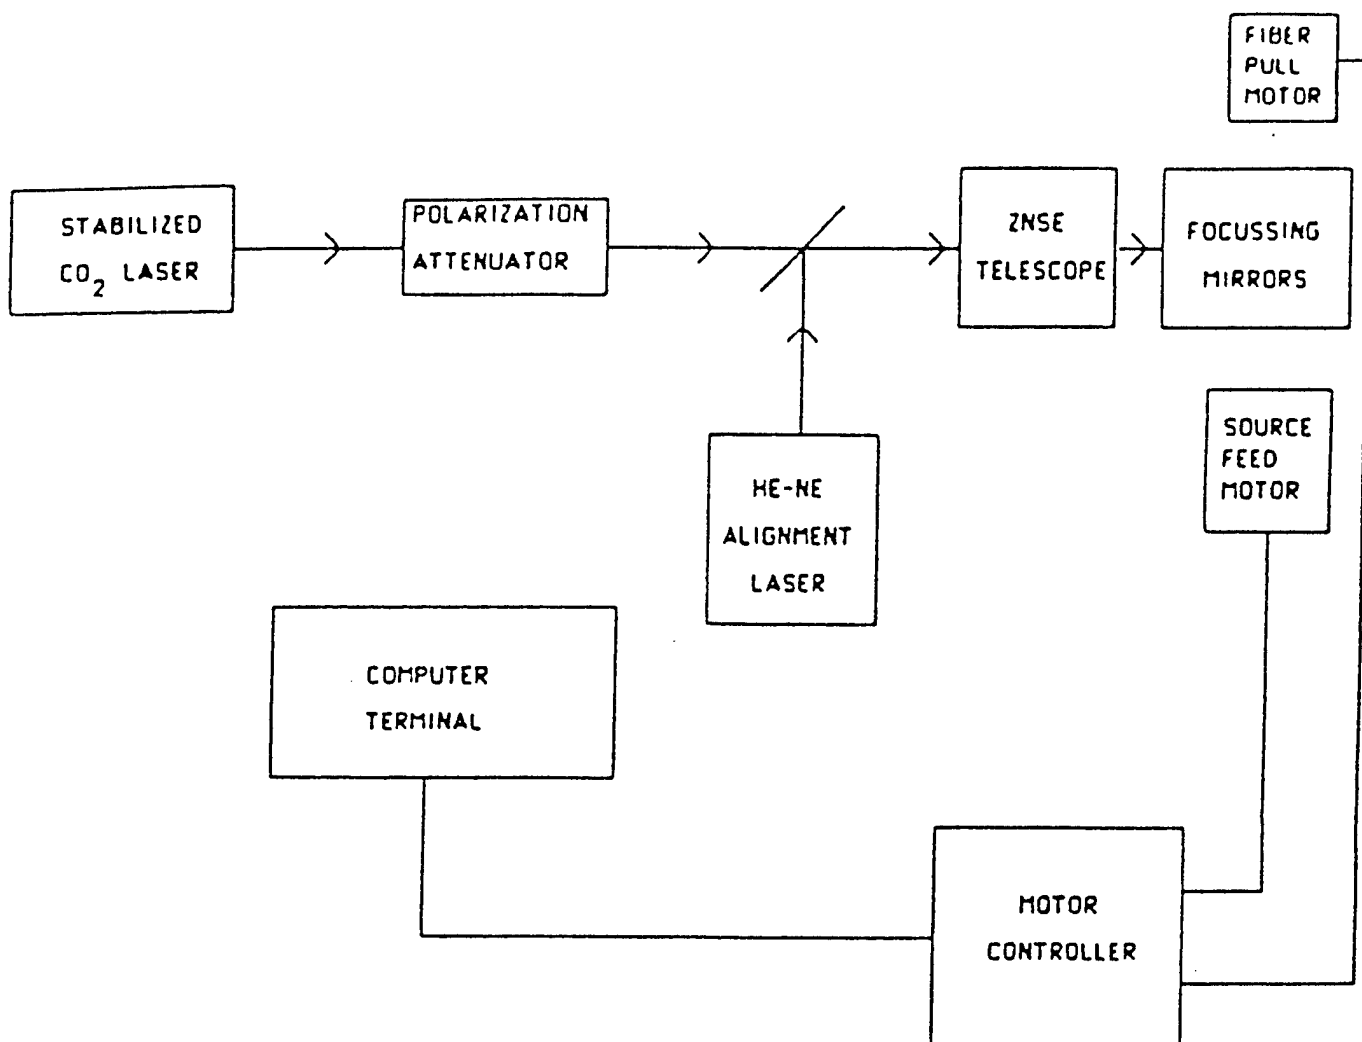 FIBER
PULL
MOTOR
STABILIZED
CO2 LASER
POLARIZATION
ATTENUATOR
ZNSE
TELESCOPE
FOCUSSING
MIRRORS
HE-NE
ALIGNMENT
LASER
SOURCE
FEED
MOTOR
COMPUTER
TERMINAL
MOTOR
CONTROLLER